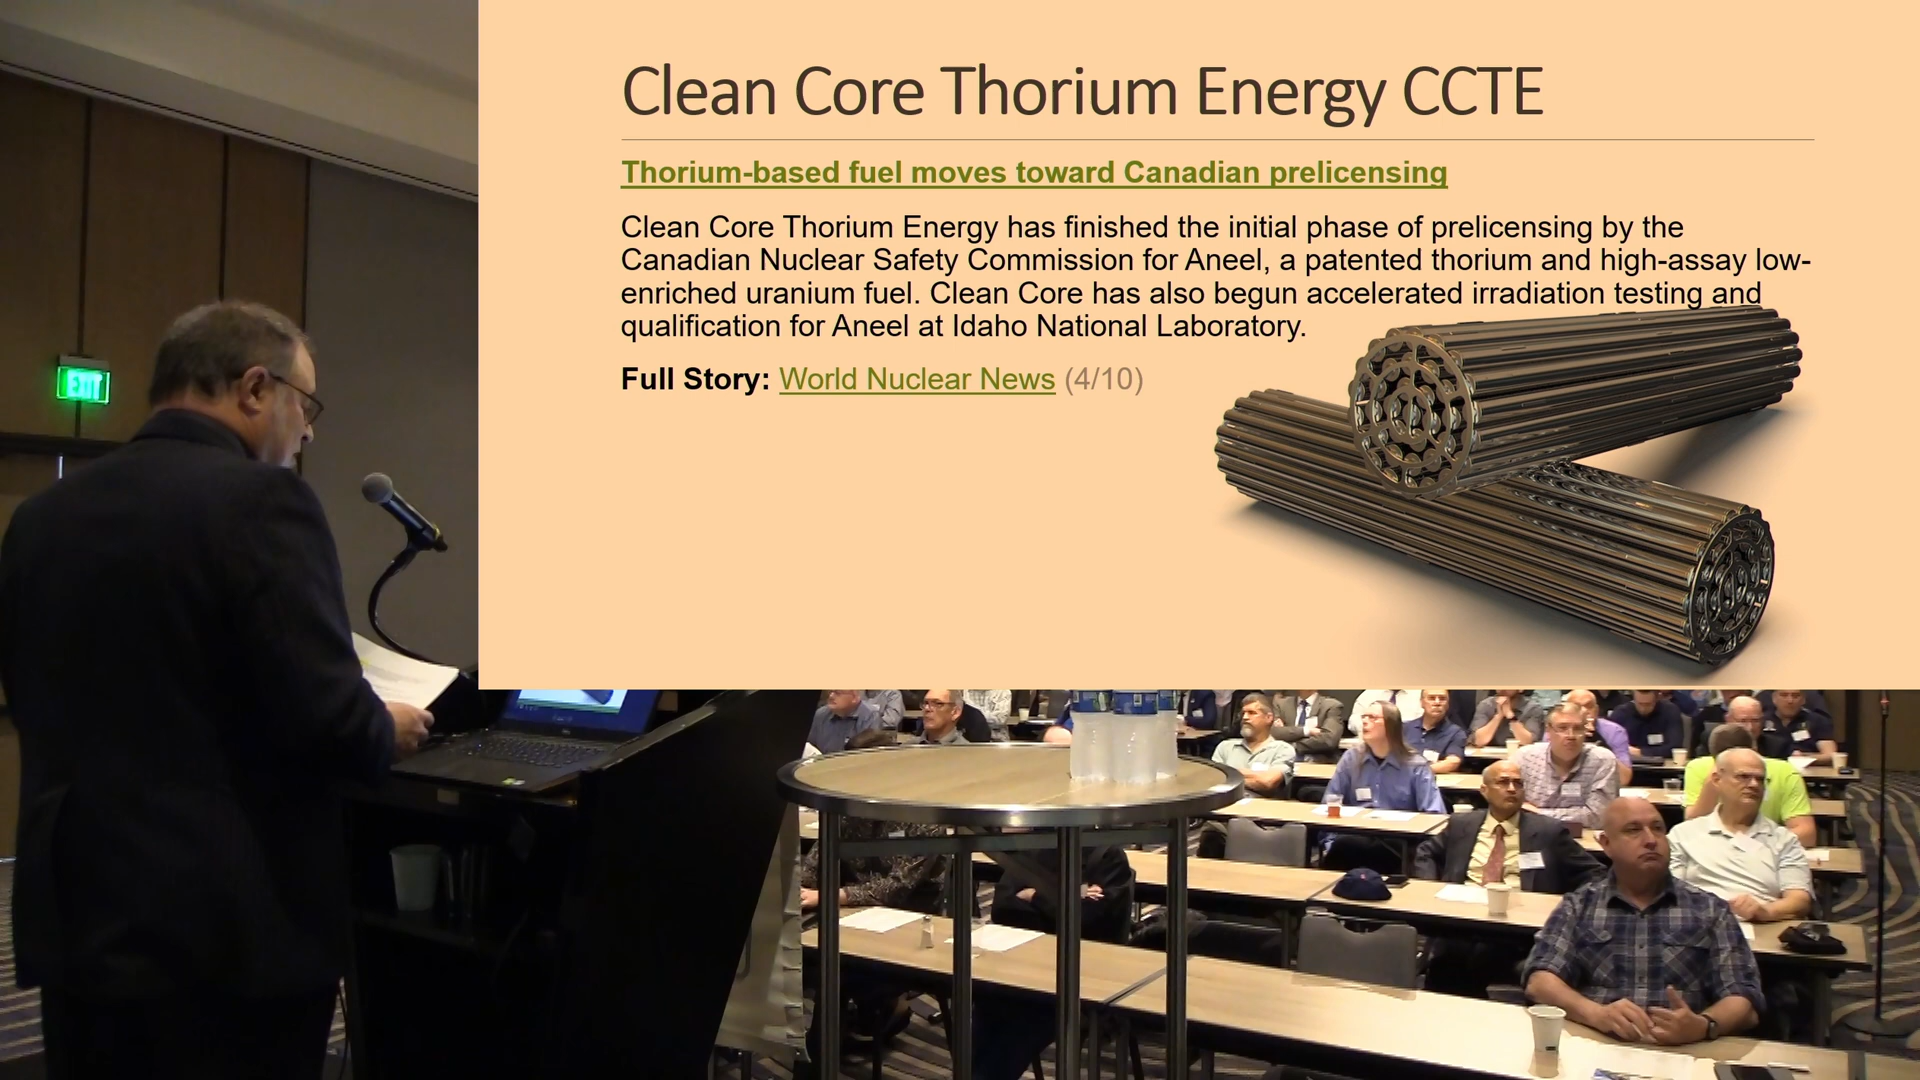 Clean Core Thorium Energy CCTE
Thorium-based fuel moves toward Canadian prelicensing
Clean Core Thorium Energy has finished the initial phase of prelicensing by the
Canadian Nuclear Safety Commission for Aneel, a patented thorium and high-assay low-
enriched uranium fuel. Clean Core has also begun accelerated irradiation testing and
qualification for Aneel at Idaho National Laboratory.
Full Story: World Nuclear News (4/10)
EXIT